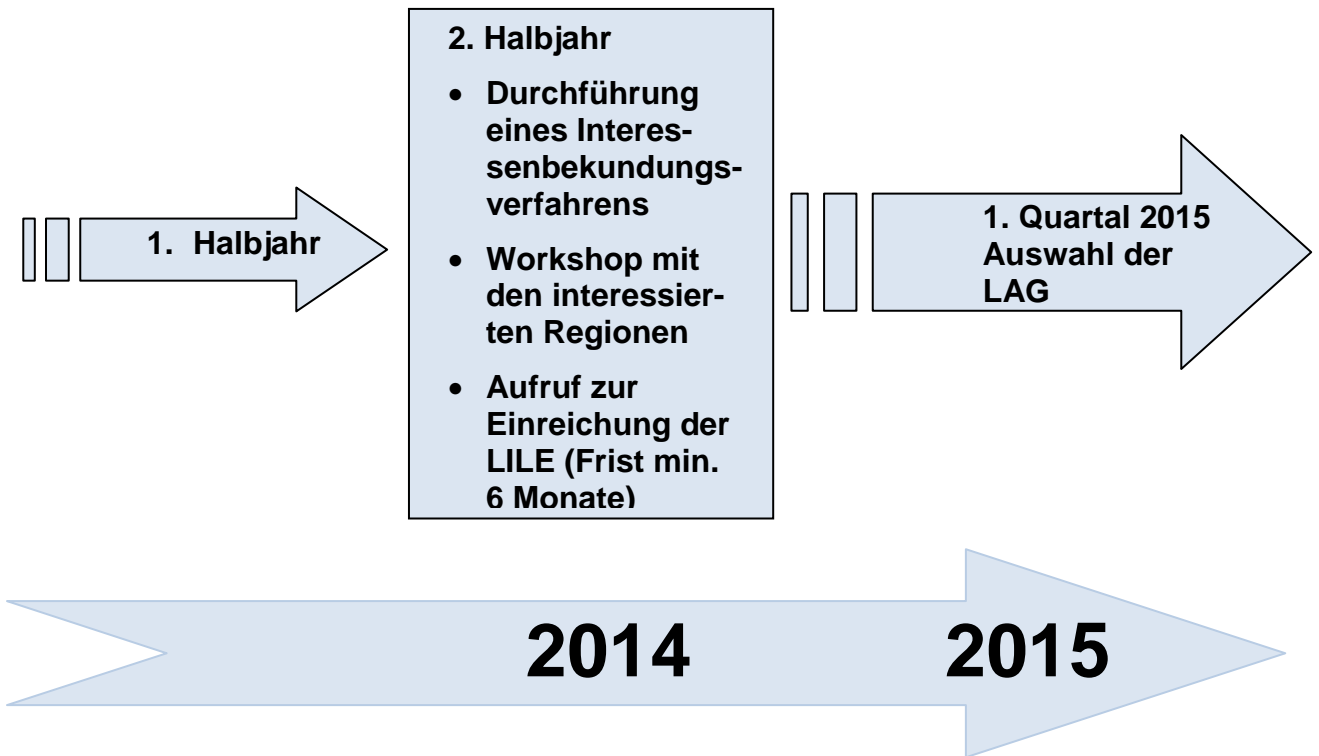 2. Halbjahr
• Durchführung
eines Interes-
senbekundungs-
verfahrens
• Workshop mit
den interessier-
ten Regionen
• Aufruf zur
Einreichung der
LILE (Frist min.
6 Monate)
1. Halbjahr
1. Quartal 2015
Auswahl der
LAG
2014
2015